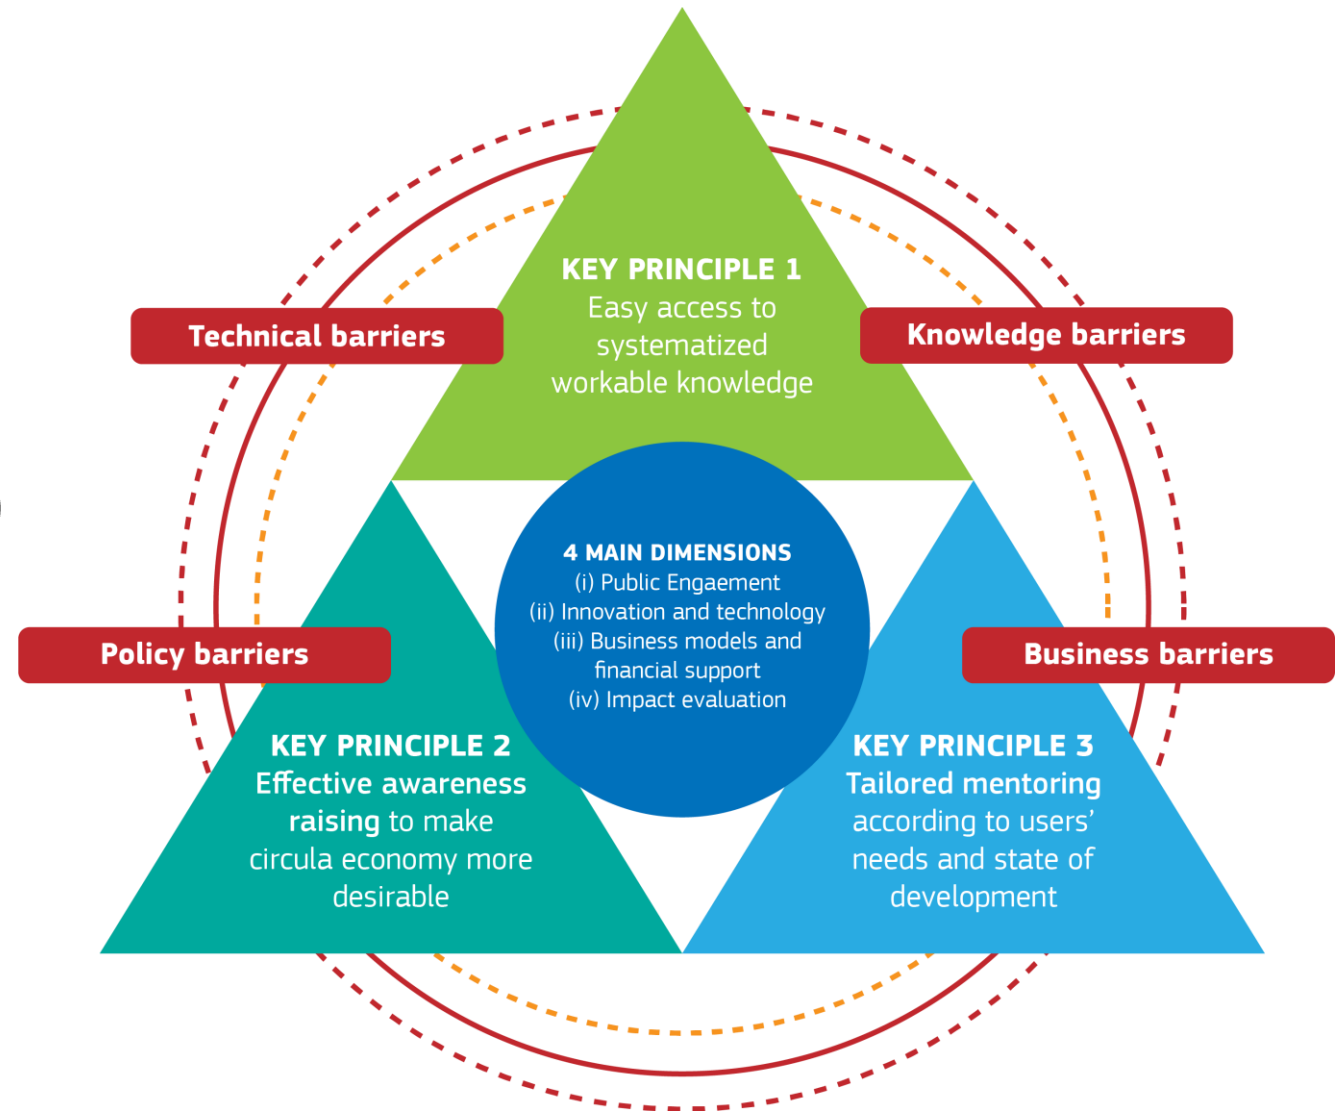 KEY PRINCIPLE 1
Easy access to
systematized
workable knowledge
Technical barriers
Knowledge barriers
4 MAIN DIMENSIONS
(i) Public Engaement
(ii) Innovation and technology
(iii) Business models and
financial support
(iv) Impact evaluation
Policy barriers
Business barriers
KEY PRINCIPLE 2
Effective awareness
raising to make
circula economy more
desirable
KEY PRINCIPLE 3
Tailored mentoring
according to users’
needs and state of
development